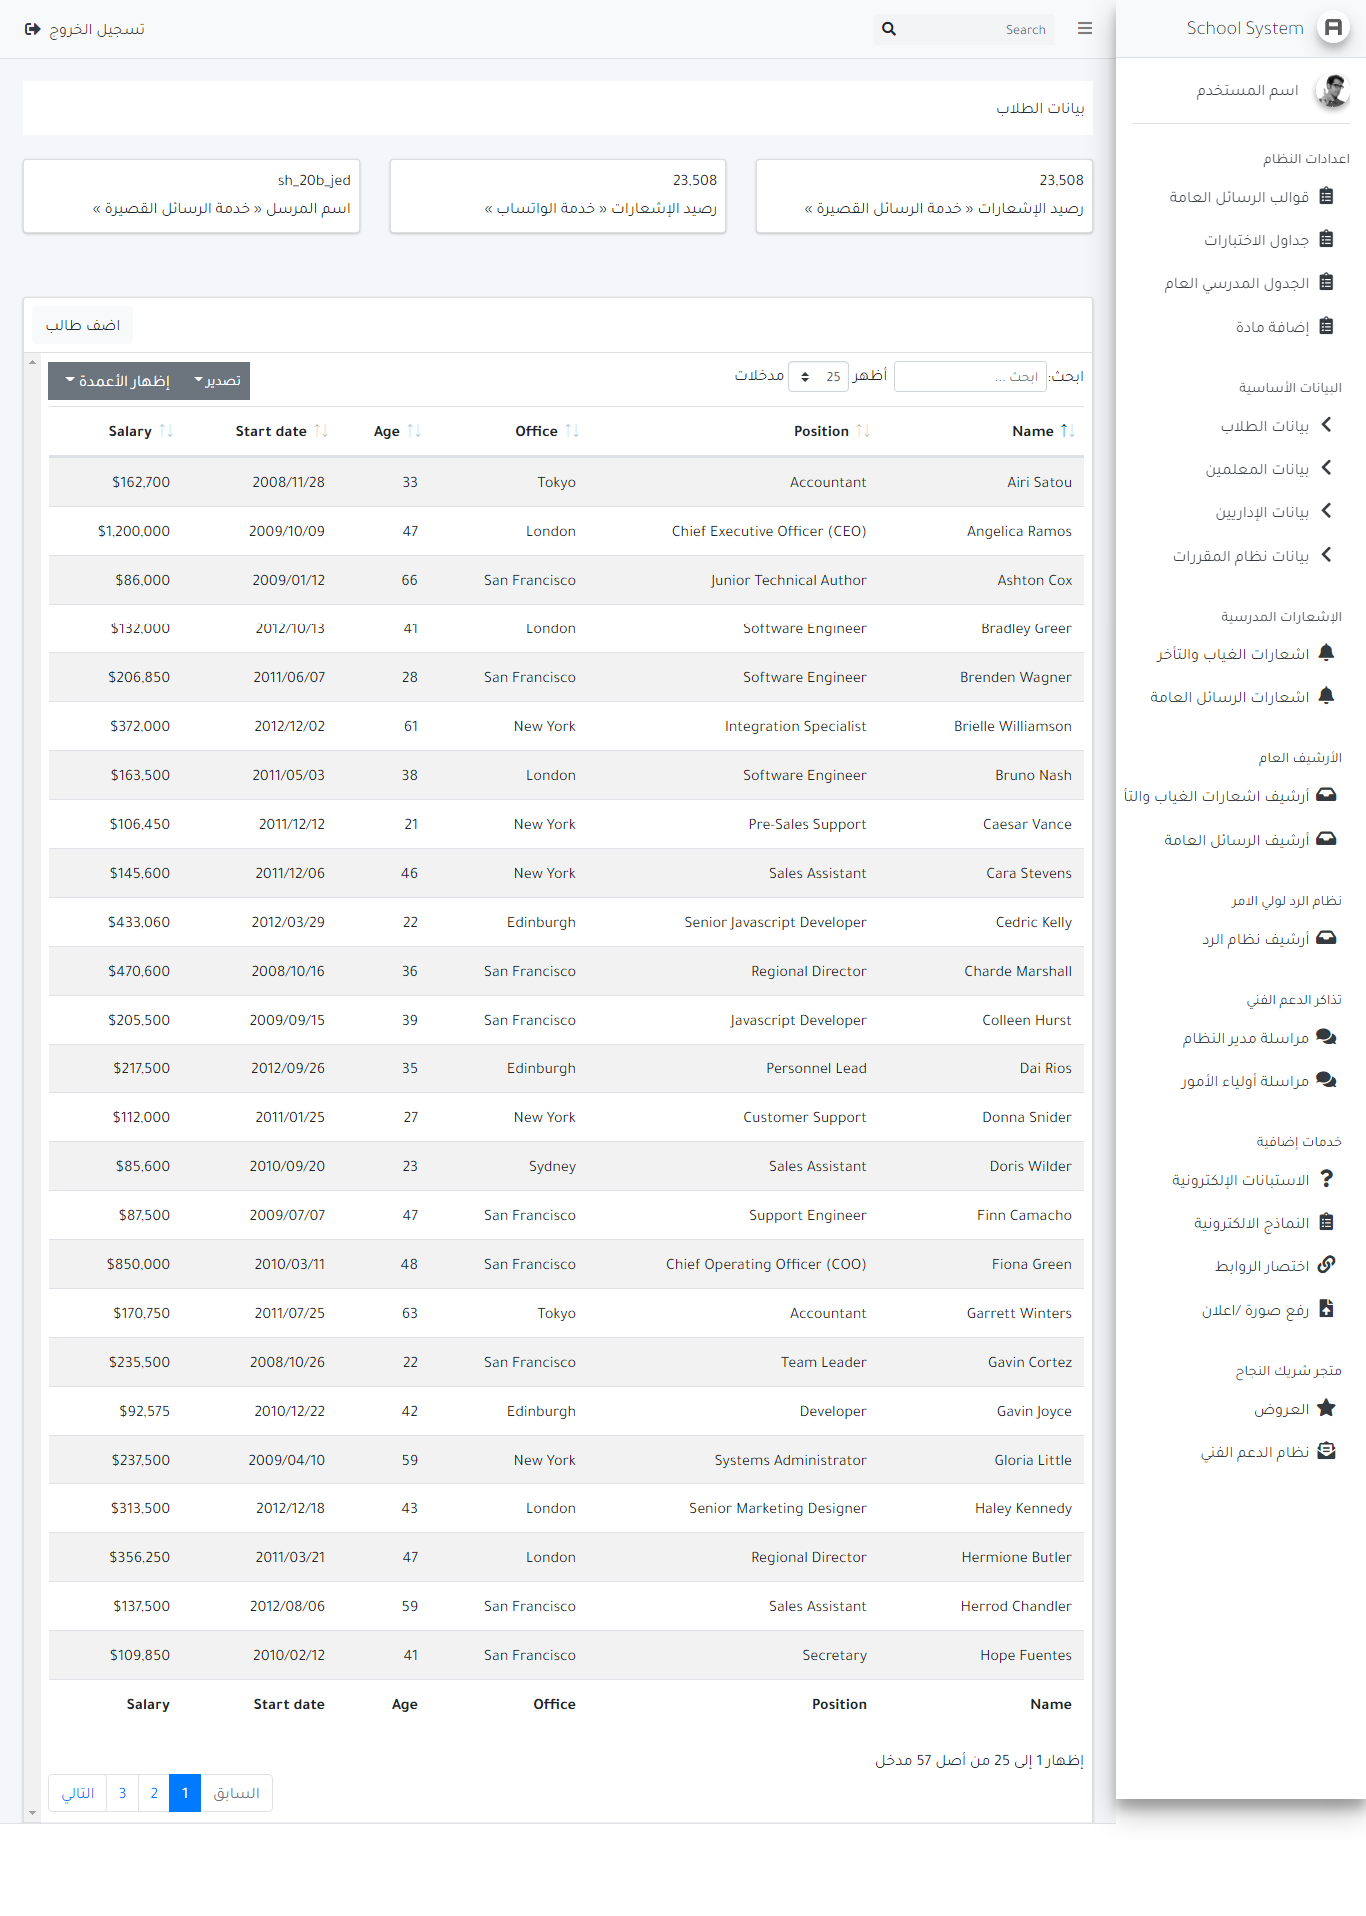 School System
اسم المستخدم
اعدادات النظام
قوالب الرسائل العامة
جداول الاختبارات
الجدول المدرسي العام
إضافة مادة
البيانات الأساسية
بيانات الطلاب
بيانات المعلمين
بيانات الإداريين
بيانات نظام المقررات
الإشعارات المدرسية
اشعارات الغياب والتأخر
اشعارات الرسائل العامة
الأرشيف العام
أرشيف اشعارات الغياب والتأ
أرشيف الرسائل العامة
نظام الرد لولي الامر
أرشيف نظام الرد
تذاكر الدعم الفني
مراسلة مدير النظام
مراسلة أولياء الأمور
خدمات إضافية
الاستبانات الإلكترونية
النماذج الالكترونية
اختصار الروابط
رفع صورة /اعلان
متجر شريك النجاح
العروض
نظام الدعم الفني
Search
تسجيل الخروج
بيانات الطلاب
23,508
رصيد الإشعارات « خدمة الرسائل القصيرة »
23,508
رصيد الإشعارات « خدمة الواتساب »
sh_20b_jed
اسم المرسل « خدمة الرسائل القصيرة »
اضف طالب
ابحث: ابحث ... أظهر 25 مدخلات
تصدير إظهار الأعمدة
Name Position Office Age Start date Salary
Airi Satou Accountant Tokyo 33 2008/11/28 $162,700
Angelica Ramos Chief Executive Officer (CEO) London 47 2009/10/09 $1,200,000
Ashton Cox Junior Technical Author San Francisco 66 2009/01/12 $86,000
Bradley Greer Software Engineer London 41 2012/10/13 $132,000
Brenden Wagner Software Engineer San Francisco 28 2011/06/07 $206,850
Brielle Williamson Integration Specialist New York 61 2012/12/02 $372,000
Bruno Nash Software Engineer London 38 2011/05/03 $163,500
Caesar Vance Pre-Sales Support New York 21 2011/12/12 $106,450
Cara Stevens Sales Assistant New York 46 2011/12/06 $145,600
Cedric Kelly Senior Javascript Developer Edinburgh 22 2012/03/29 $433,060
Charde Marshall Regional Director San Francisco 36 2008/10/16 $470,600
Colleen Hurst Javascript Developer San Francisco 39 2009/09/15 $205,500
Dai Rios Personnel Lead Edinburgh 35 2012/09/26 $217,500
Donna Snider Customer Support New York 27 2011/01/25 $112,000
Doris Wilder Sales Assistant Sydney 23 2010/09/20 $85,600
Finn Camacho Support Engineer San Francisco 47 2009/07/07 $87,500
Fiona Green Chief Operating Officer (COO) San Francisco 48 2010/03/11 $850,000
Garrett Winters Accountant Tokyo 63 2011/07/25 $170,750
Gavin Cortez Team Leader San Francisco 22 2008/10/26 $235,500
Gavin Joyce Developer Edinburgh 42 2010/12/22 $92,575
Gloria Little Systems Administrator New York 59 2009/04/10 $237,500
Haley Kennedy Senior Marketing Designer London 43 2012/12/18 $313,500
Hermione Butler Regional Director London 47 2011/03/21 $356,250
Herrod Chandler Sales Assistant San Francisco 59 2012/08/06 $137,500
Hope Fuentes Secretary San Francisco 41 2010/02/12 $109,850
Name Position Office Age Start date Salary
إظهار 1 إلى 25 من أصل 57 مدخل
السابق 1 2 3 التالي